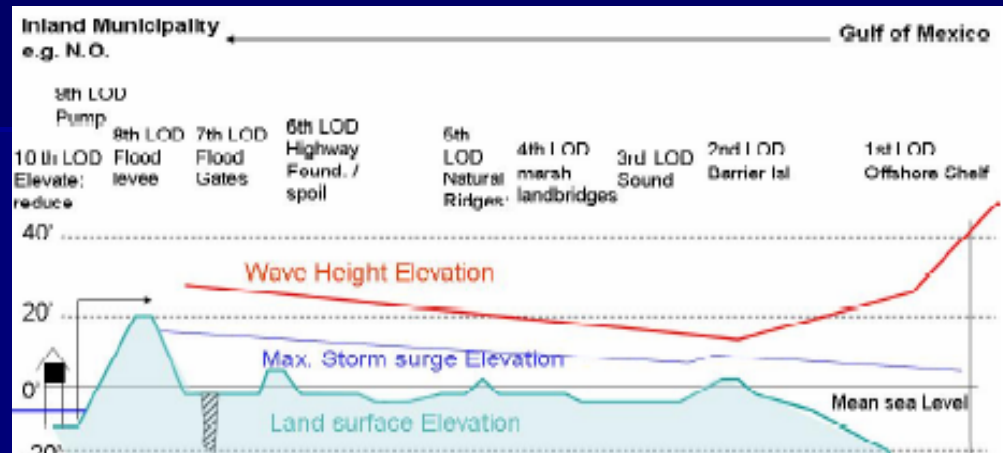 Inland Municipality
e.g. N.O.
Gulf of Mexico
9th LOD
Pump
10th LOD
Elevate;
reduce
8th LOD
Flood
levee
7th LOD
Flood
Gates
6th LOD
Highway
Found. /
spoil
5th
LOD
Natural
Ridges;
4th LOD
marsh
landbridges
3rd LOD
Sound
2nd LOD
Barrier Isl
1st LOD
Offshore Shelf
40'
Wave Height Elevation
20'
Max. Storm surge Elevation
0'
Mean sea Level
Land surface Elevation
-20'